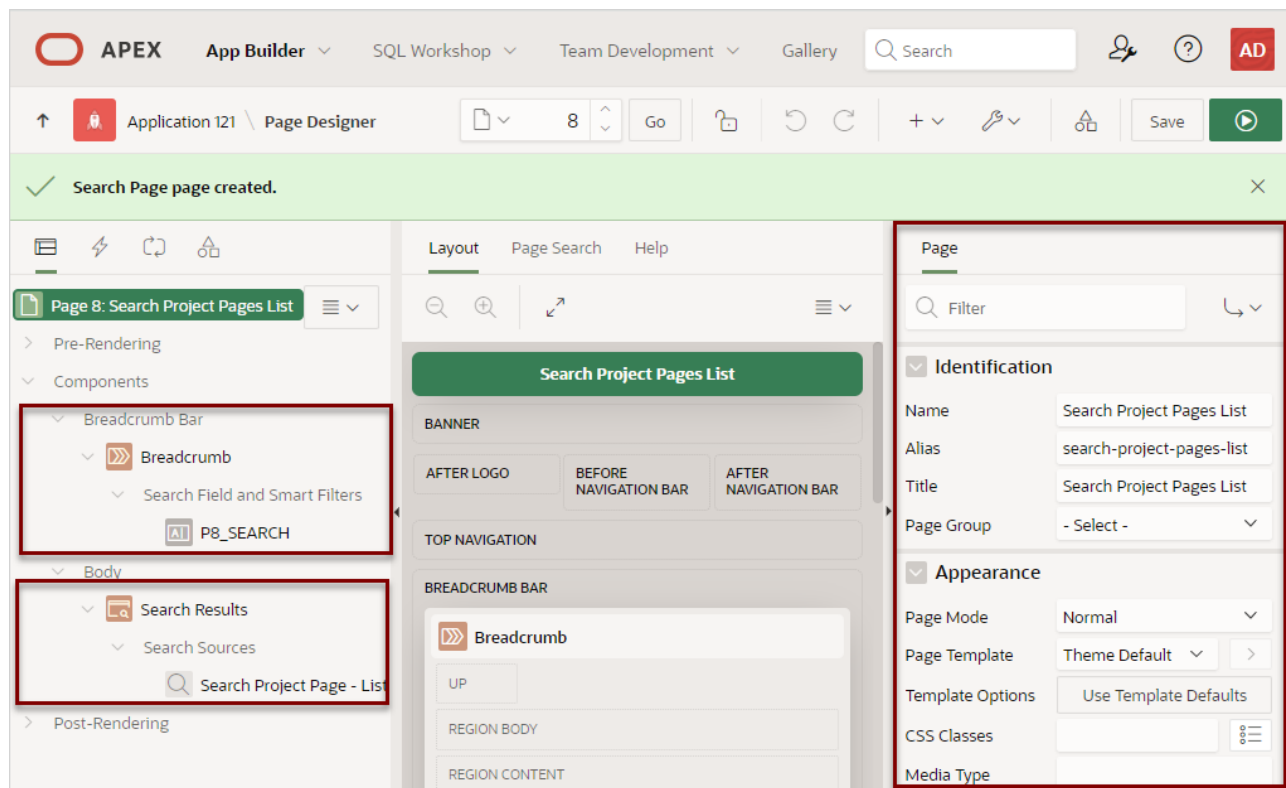 APEX App Builder SQL Workshop Team Development Gallery Search AD
Application 121 \ Page Designer 8 Go Save
Search Page page created.
Layout Page Search Help
Page
Page 8: Search Project Pages List
Pre-Rendering
Components
Breadcrumb Bar
Breadcrumb
Search Field and Smart Filters
P8_SEARCH
Body
Search Results
Search Sources
Search Project Page - List
Post-Rendering
Search Project Pages List
BANNER
AFTER LOGO
BEFORE
NAVIGATION BAR
AFTER
NAVIGATION BAR
TOP NAVIGATION
BREADCRUMB BAR
Breadcrumb
UP
REGION BODY
REGION CONTENT
Filter
Identification
Name Search Project Pages List
Alias search-project-pages-list
Title Search Project Pages List
Page Group - Select -
Appearance
Page Mode Normal
Page Template Theme Default
Template Options Use Template Defaults
CSS Classes
Media Type